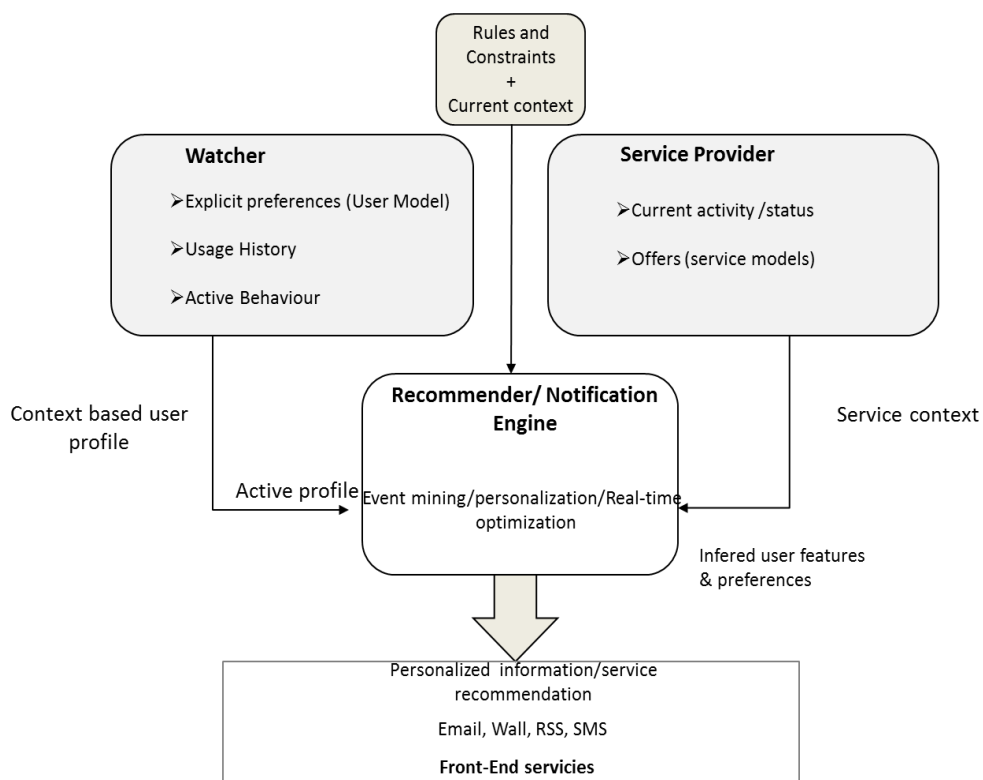 Rules and
Constraints
+
Current context
Watcher
➢Explicit preferences (User Model)
➢Usage History
➢Active Behaviour
Service Provider
➢Current activity /status
➢Offers (service models)
Context based user
profile
Active profile
Recommender/ Notification
Engine
Event mining/personalization/Real-time
optimization
Service context
Infered user features
& preferences
Personalized information/service
recommendation
Email, Wall, RSS, SMS
Front-End servicies